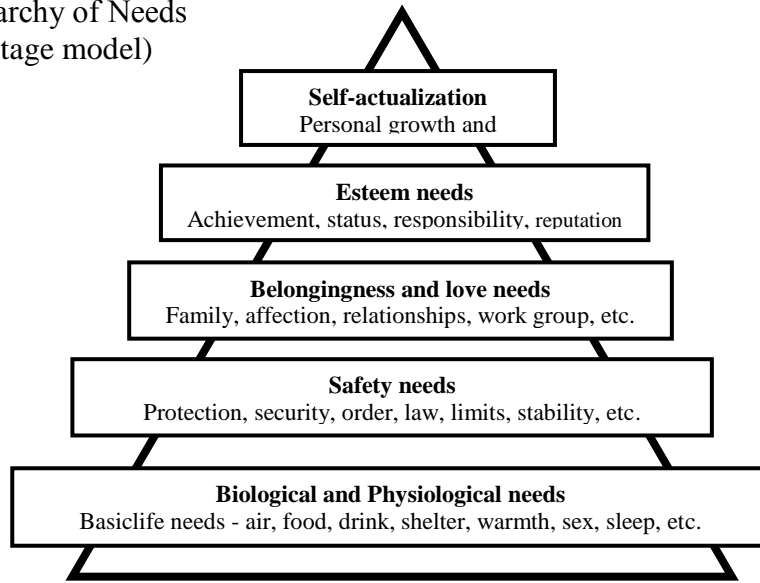 archy of Needs
tage model)
Self-actualization
Personal growth and
Esteem needs
Achievement, status, responsibility, reputation
Belongingness and love needs
Family, affection, relationships, work group, etc.
Safety needs
Protection, security, order, law, limits, stability, etc.
Biological and Physiological needs
Basiclife needs - air, food, drink, shelter, warmth, sex, sleep, etc.